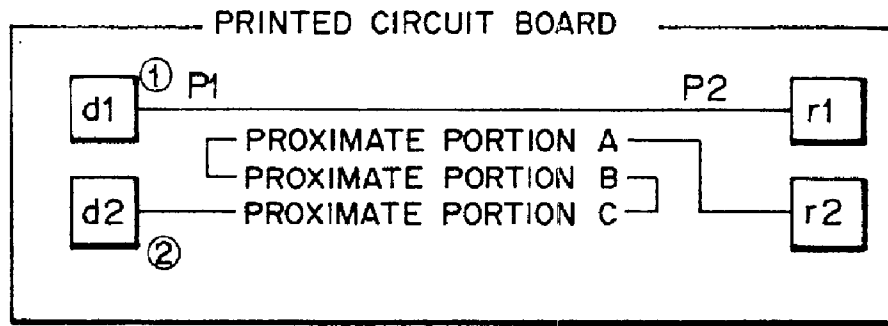 PRINTED CIRCUIT BOARD
① P1 P2
d1 r1
PROXIMATE PORTION A
PROXIMATE PORTION B
d2 PROXIMATE PORTION C r2
②